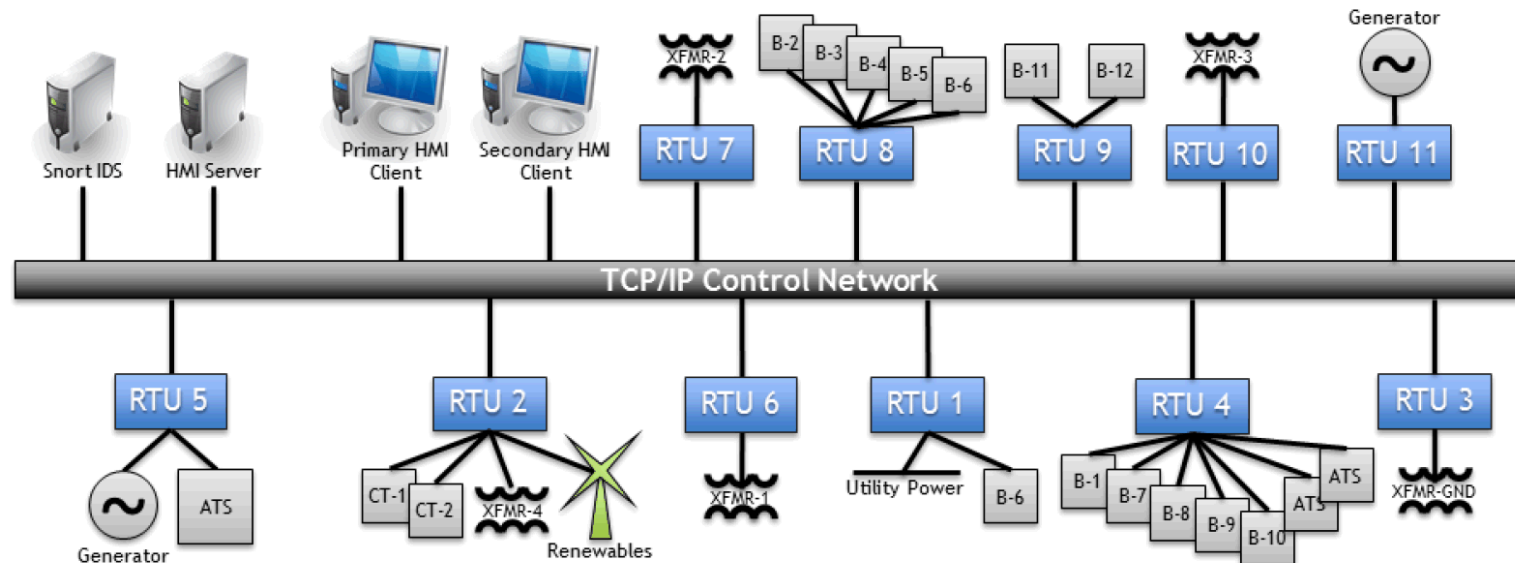 Generator
XFMR-2
B-2
B-3
B-4
B-5
B-6
B-11
B-12
XFMR-3
Snort IDS
HMI Server
Primary HMI
Client
Secondary HMI
Client
RTU 7
RTU 8
RTU 9
RTU 10
RTU 11
TCP/IP Control Network
RTU 5
RTU 2
RTU 6
RTU 1
RTU 4
RTU 3
Generator
ATS
CT-1
CT-2
XFMR-4
Renewables
XFMR-1
Utility Power
B-6
B-1
B-7
B-8
B-9
B-10
ATS
ATS
XFMR-GND